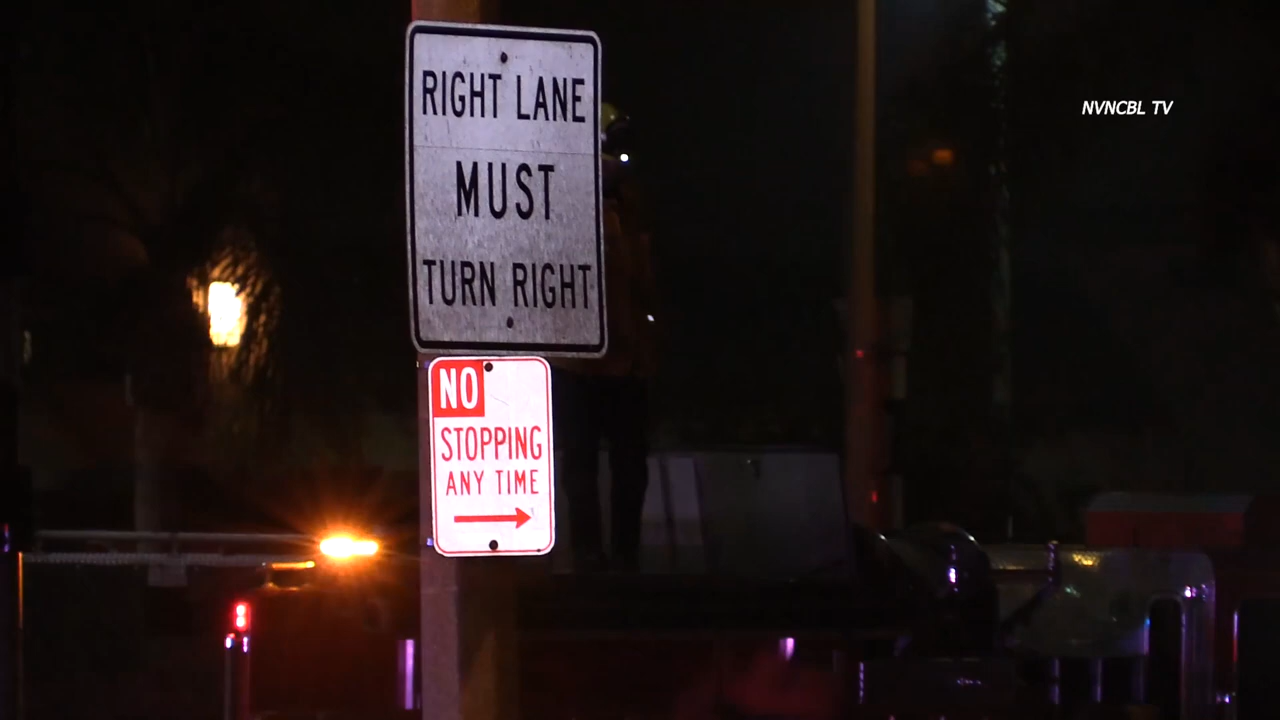 RIGHT LANE
MUST
TURN RIGHT
NO
STOPPING
ANY TIME
NVNCBL TV